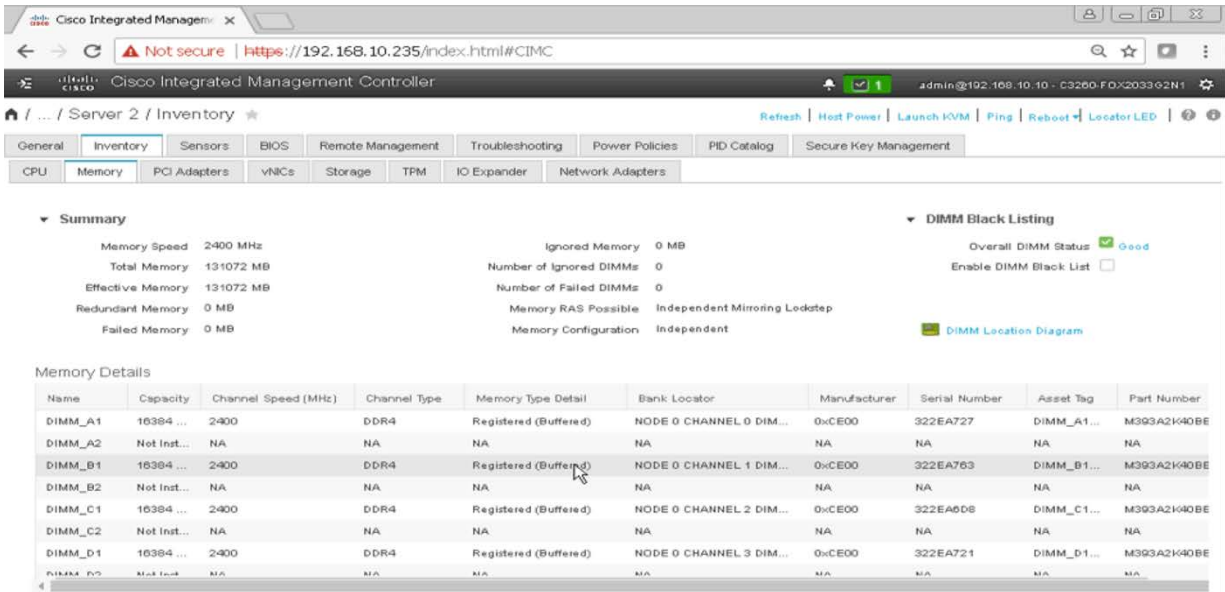 Cisco Integrated Managem
Not secure | https://192.168.10.235/index.html#CIMC
cisco Cisco Integrated Management Controller 1 admin@192.168.10.10 - C3260-FOX2033G2N1
/ ... / Server 2 / Inventory Refresh | Host Power | Launch KVM | Ping | Reboot | Locator LED |
General Inventory Sensors BIOS Remote Management Troubleshooting Power Policies PID Catalog Secure Key Management
CPU Memory PCI Adapters vNICs Storage TPM IO Expander Network Adapters
Summary DIMM Black Listing
Memory Speed 2400 MHz Ignored Memory 0 MB Overall DIMM Status Good
Total Memory 131072 MB Number of Ignored DIMMs 0 Enable DIMM Black List
Effective Memory 131072 MB Number of Failed DIMMs 0
Redundant Memory 0 MB Memory RAS Possible Independent Mirroring Lockstep
Failed Memory 0 MB Memory Configuration Independent DIMM Location Diagram
Memory Details
Name Capacity Channel Speed (MHz) Channel Type Memory Type Detail Bank Locator Manufacturer Serial Number Asset Tag Part Number
DIMM_A1 16384 ... 2400 DDR4 Registered (Buffered) NODE 0 CHANNEL 0 DIM... 0xCE00 322EA727 DIMM_A1... M393A2K40BE
DIMM_A2 Not Inst... NA NA NA NA NA NA NA NA
DIMM_B1 16384 ... 2400 DDR4 Registered (Buffered) NODE 0 CHANNEL 1 DIM... 0xCE00 322EA763 DIMM_B1... M393A2K40BE
DIMM_B2 Not Inst... NA NA NA NA NA NA NA NA
DIMM_C1 16384 ... 2400 DDR4 Registered (Buffered) NODE 0 CHANNEL 2 DIM... 0xCE00 322EA6D8 DIMM_C1... M393A2K40BE
DIMM_C2 Not Inst... NA NA NA NA NA NA NA NA
DIMM_D1 16384 ... 2400 DDR4 Registered (Buffered) NODE 0 CHANNEL 3 DIM... 0xCE00 322EA721 DIMM_D1... M393A2K40BE